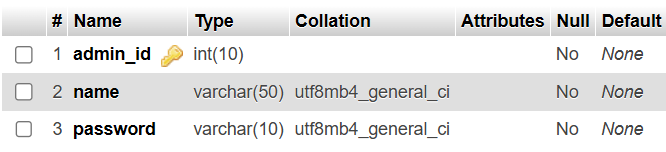 # Name Type Collation Attributes Null Default
1 admin_id int(10) No None
2 name varchar(50) utf8mb4_general_ci No None
3 password varchar(10) utf8mb4_general_ci No None